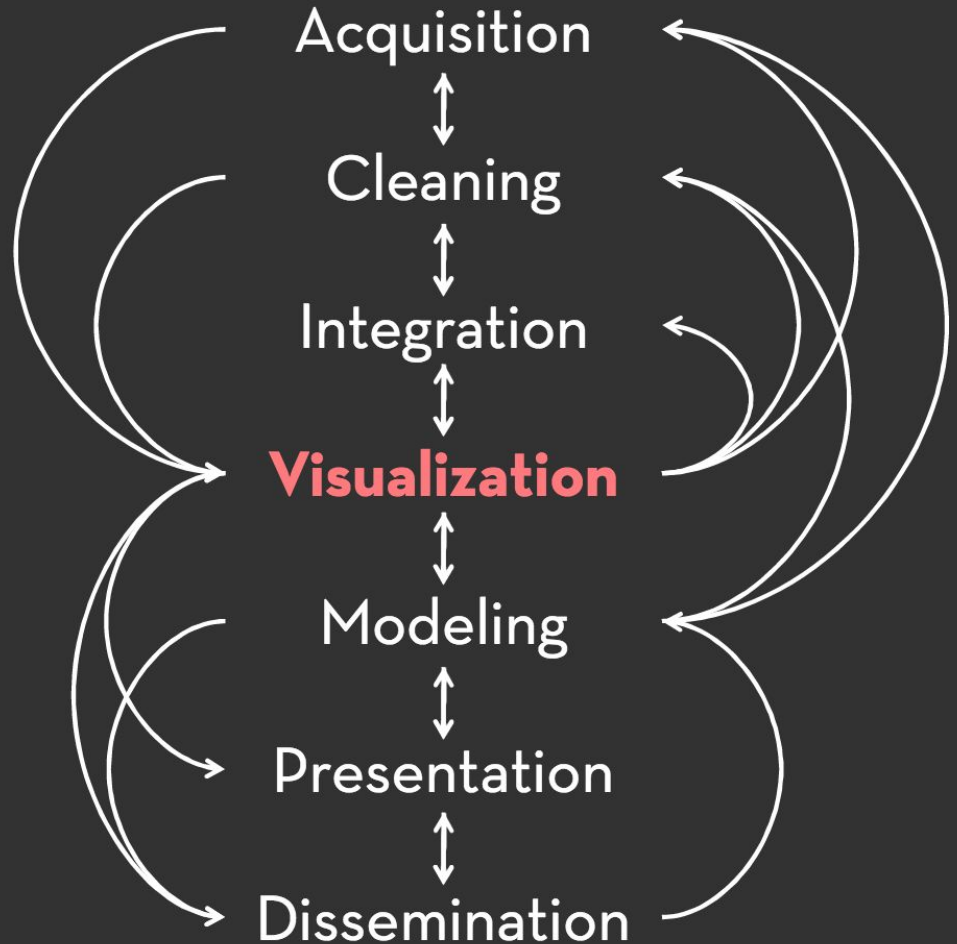 Acquisition
Cleaning
Integration
Visualization
Modeling
Presentation
Dissemination